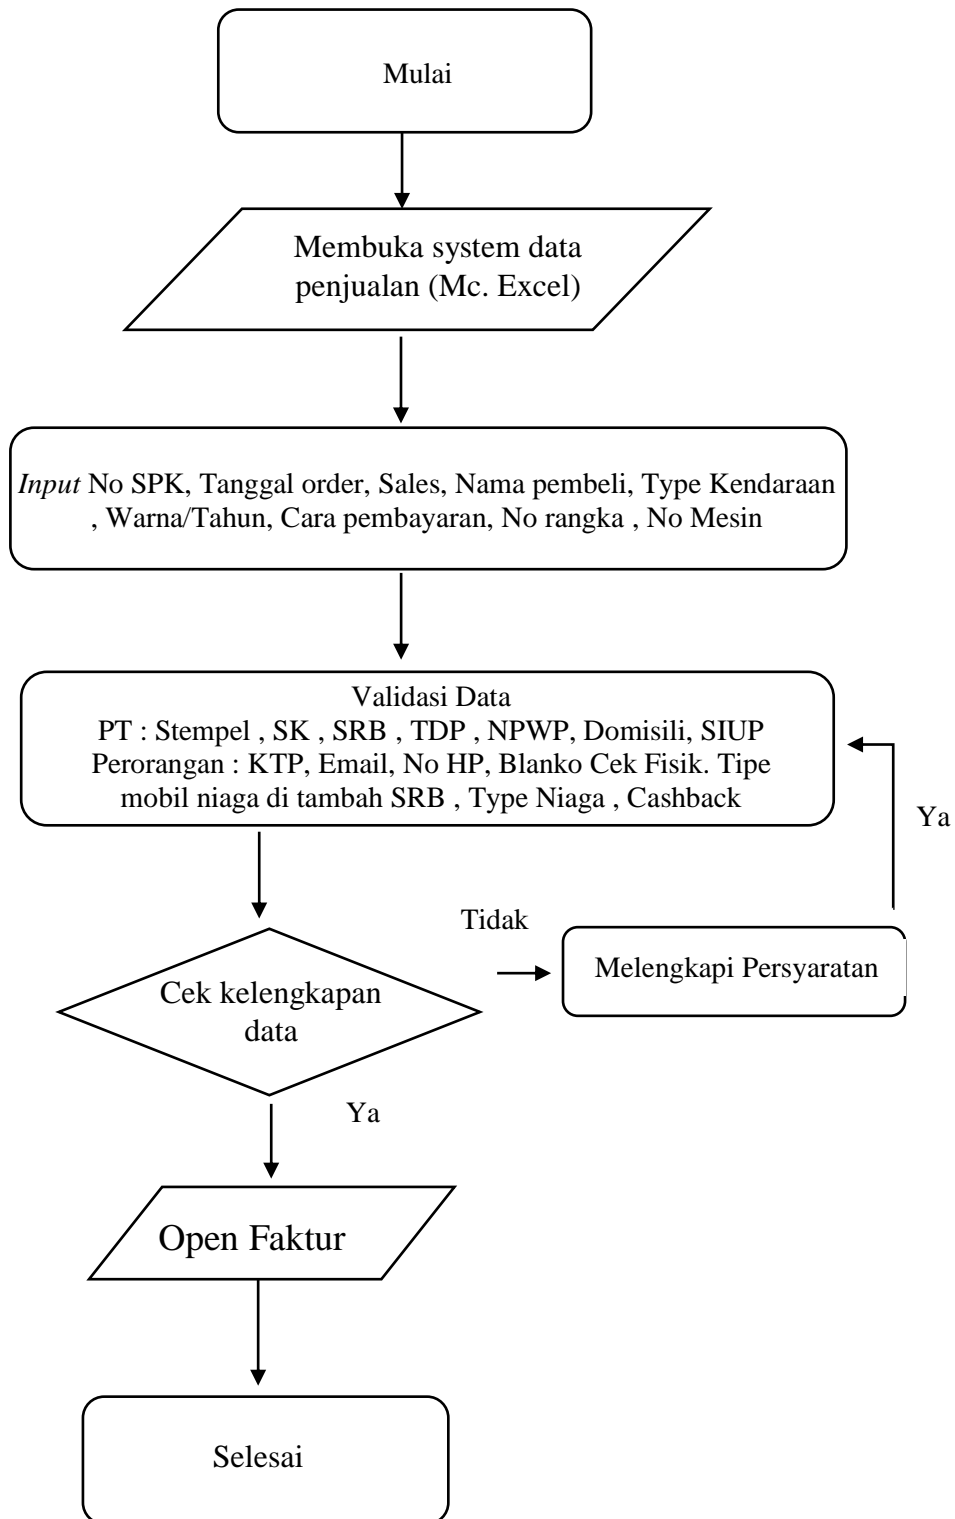 Mulai
Membuka system data
penjualan (Mc. Excel)
Input No SPK, Tanggal order, Sales, Nama pembeli, Type Kendaraan
, Warna/Tahun, Cara pembayaran, No rangka , No Mesin
Validasi Data
PT : Stempel , SK , SRB , TDP , NPWP, Domisili, SIUP
Perorangan : KTP, Email, No HP, Blanko Cek Fisik. Tipe
mobil niaga di tambah SRB , Type Niaga , Cashback
Ya
Tidak
Melengkapi Persyaratan
Cek kelengkapan
data
Ya
Open Faktur
Selesai